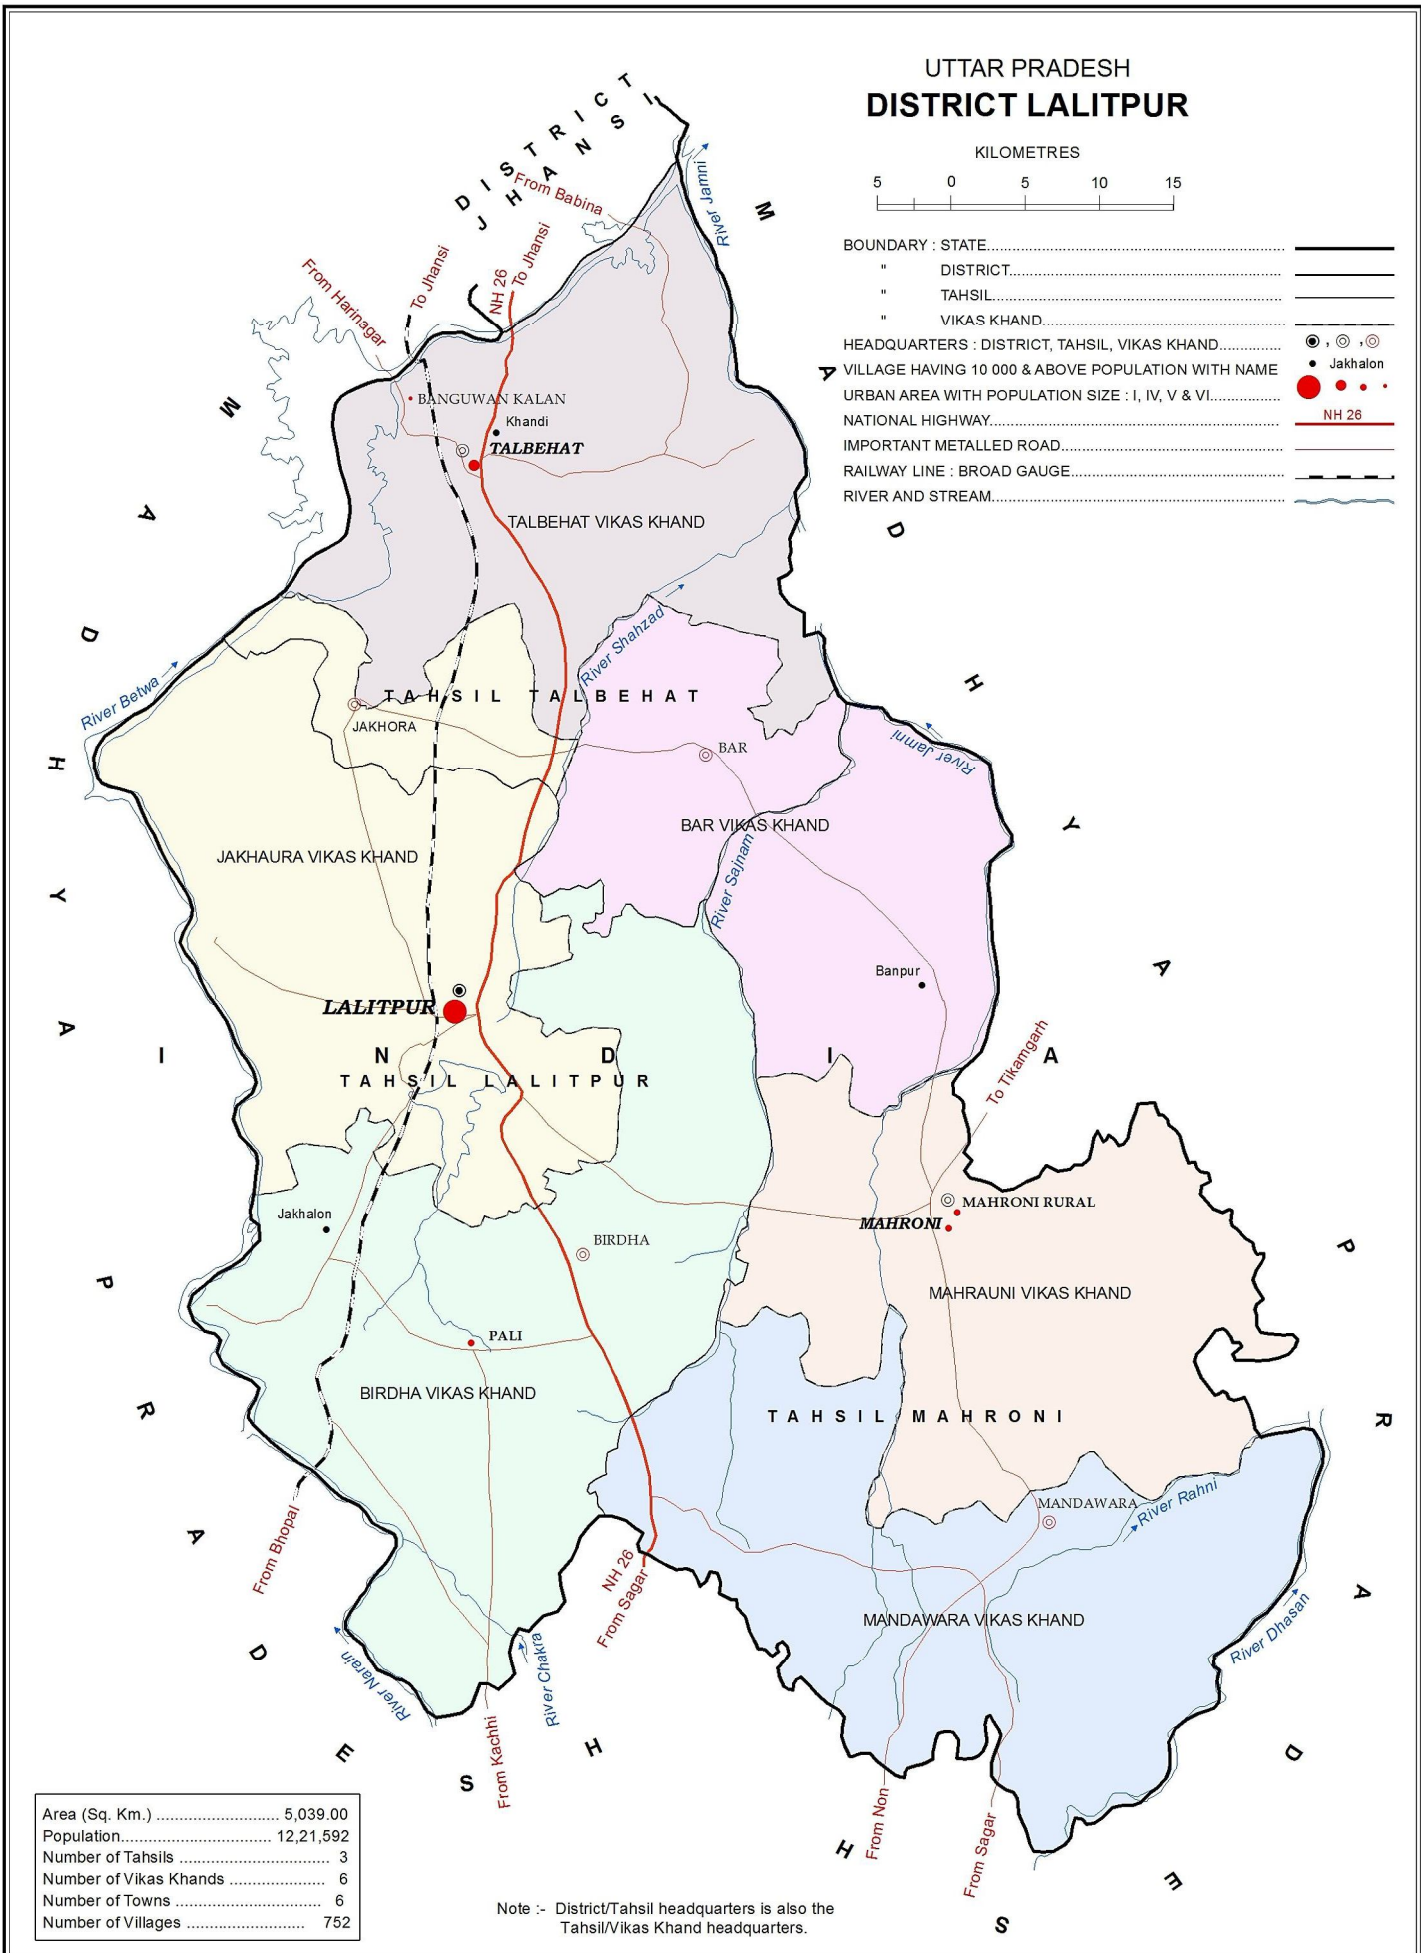 UTTAR PRADESH
DISTRICT LALITPUR
KILOMETRES
5 0 5 10 15
BOUNDARY : STATE
" DISTRICT
" TAHSIL
" VIKAS KHAND
HEADQUARTERS : DISTRICT, TAHSIL, VIKAS KHAND , ,
VILLAGE HAVING 10 000 & ABOVE POPULATION WITH NAME Jakhalon
URBAN AREA WITH POPULATION SIZE : I, IV, V & VI
NATIONAL HIGHWAY NH 26
IMPORTANT METALLED ROAD
RAILWAY LINE : BROAD GAUGE
RIVER AND STREAM
DISTRICT
JHANSI
From Babina
River Jamni
To Jhansi
NH 26
To Jhansi
From Harinagar
BANGUWAN KALAN
Khandi
TALBEHAT
TALBEHAT VIKAS KHAND
River Shahzad
River Betwa
TAHSIL TALBEHAT
JAKHORA
BAR
River Jamni
BAR VIKAS KHAND
JAKHAURA VIKAS KHAND
River Sajnam
Banpur
LALITPUR
INDIA
TAHSIL LALITPUR
To Tikamgarh
MAHRONI RURAL
MAHRONI
Jakhalon
BIRDHA
MAHRAUNI VIKAS KHAND
PALI
BIRDHA VIKAS KHAND
TAHSIL MAHRONI
MANDAWARA
River Rahni
From Bhopal
NH 26
From Sagar
MANDAWARA VIKAS KHAND
River Dhasan
River Narain
River Chakra
From Kachhi
From Non
From Sagar
MADHYA PRADESH
MADHYA PRADESH
Area (Sq. Km.) ............................ 5,039.00
Population.................................. 12,21,592
Number of Tahsils .................................. 3
Number of Vikas Khands ..................... 6
Number of Towns ................................. 6
Number of Villages ........................... 752
Note :- District/Tahsil headquarters is also the
Tahsil/Vikas Khand headquarters.